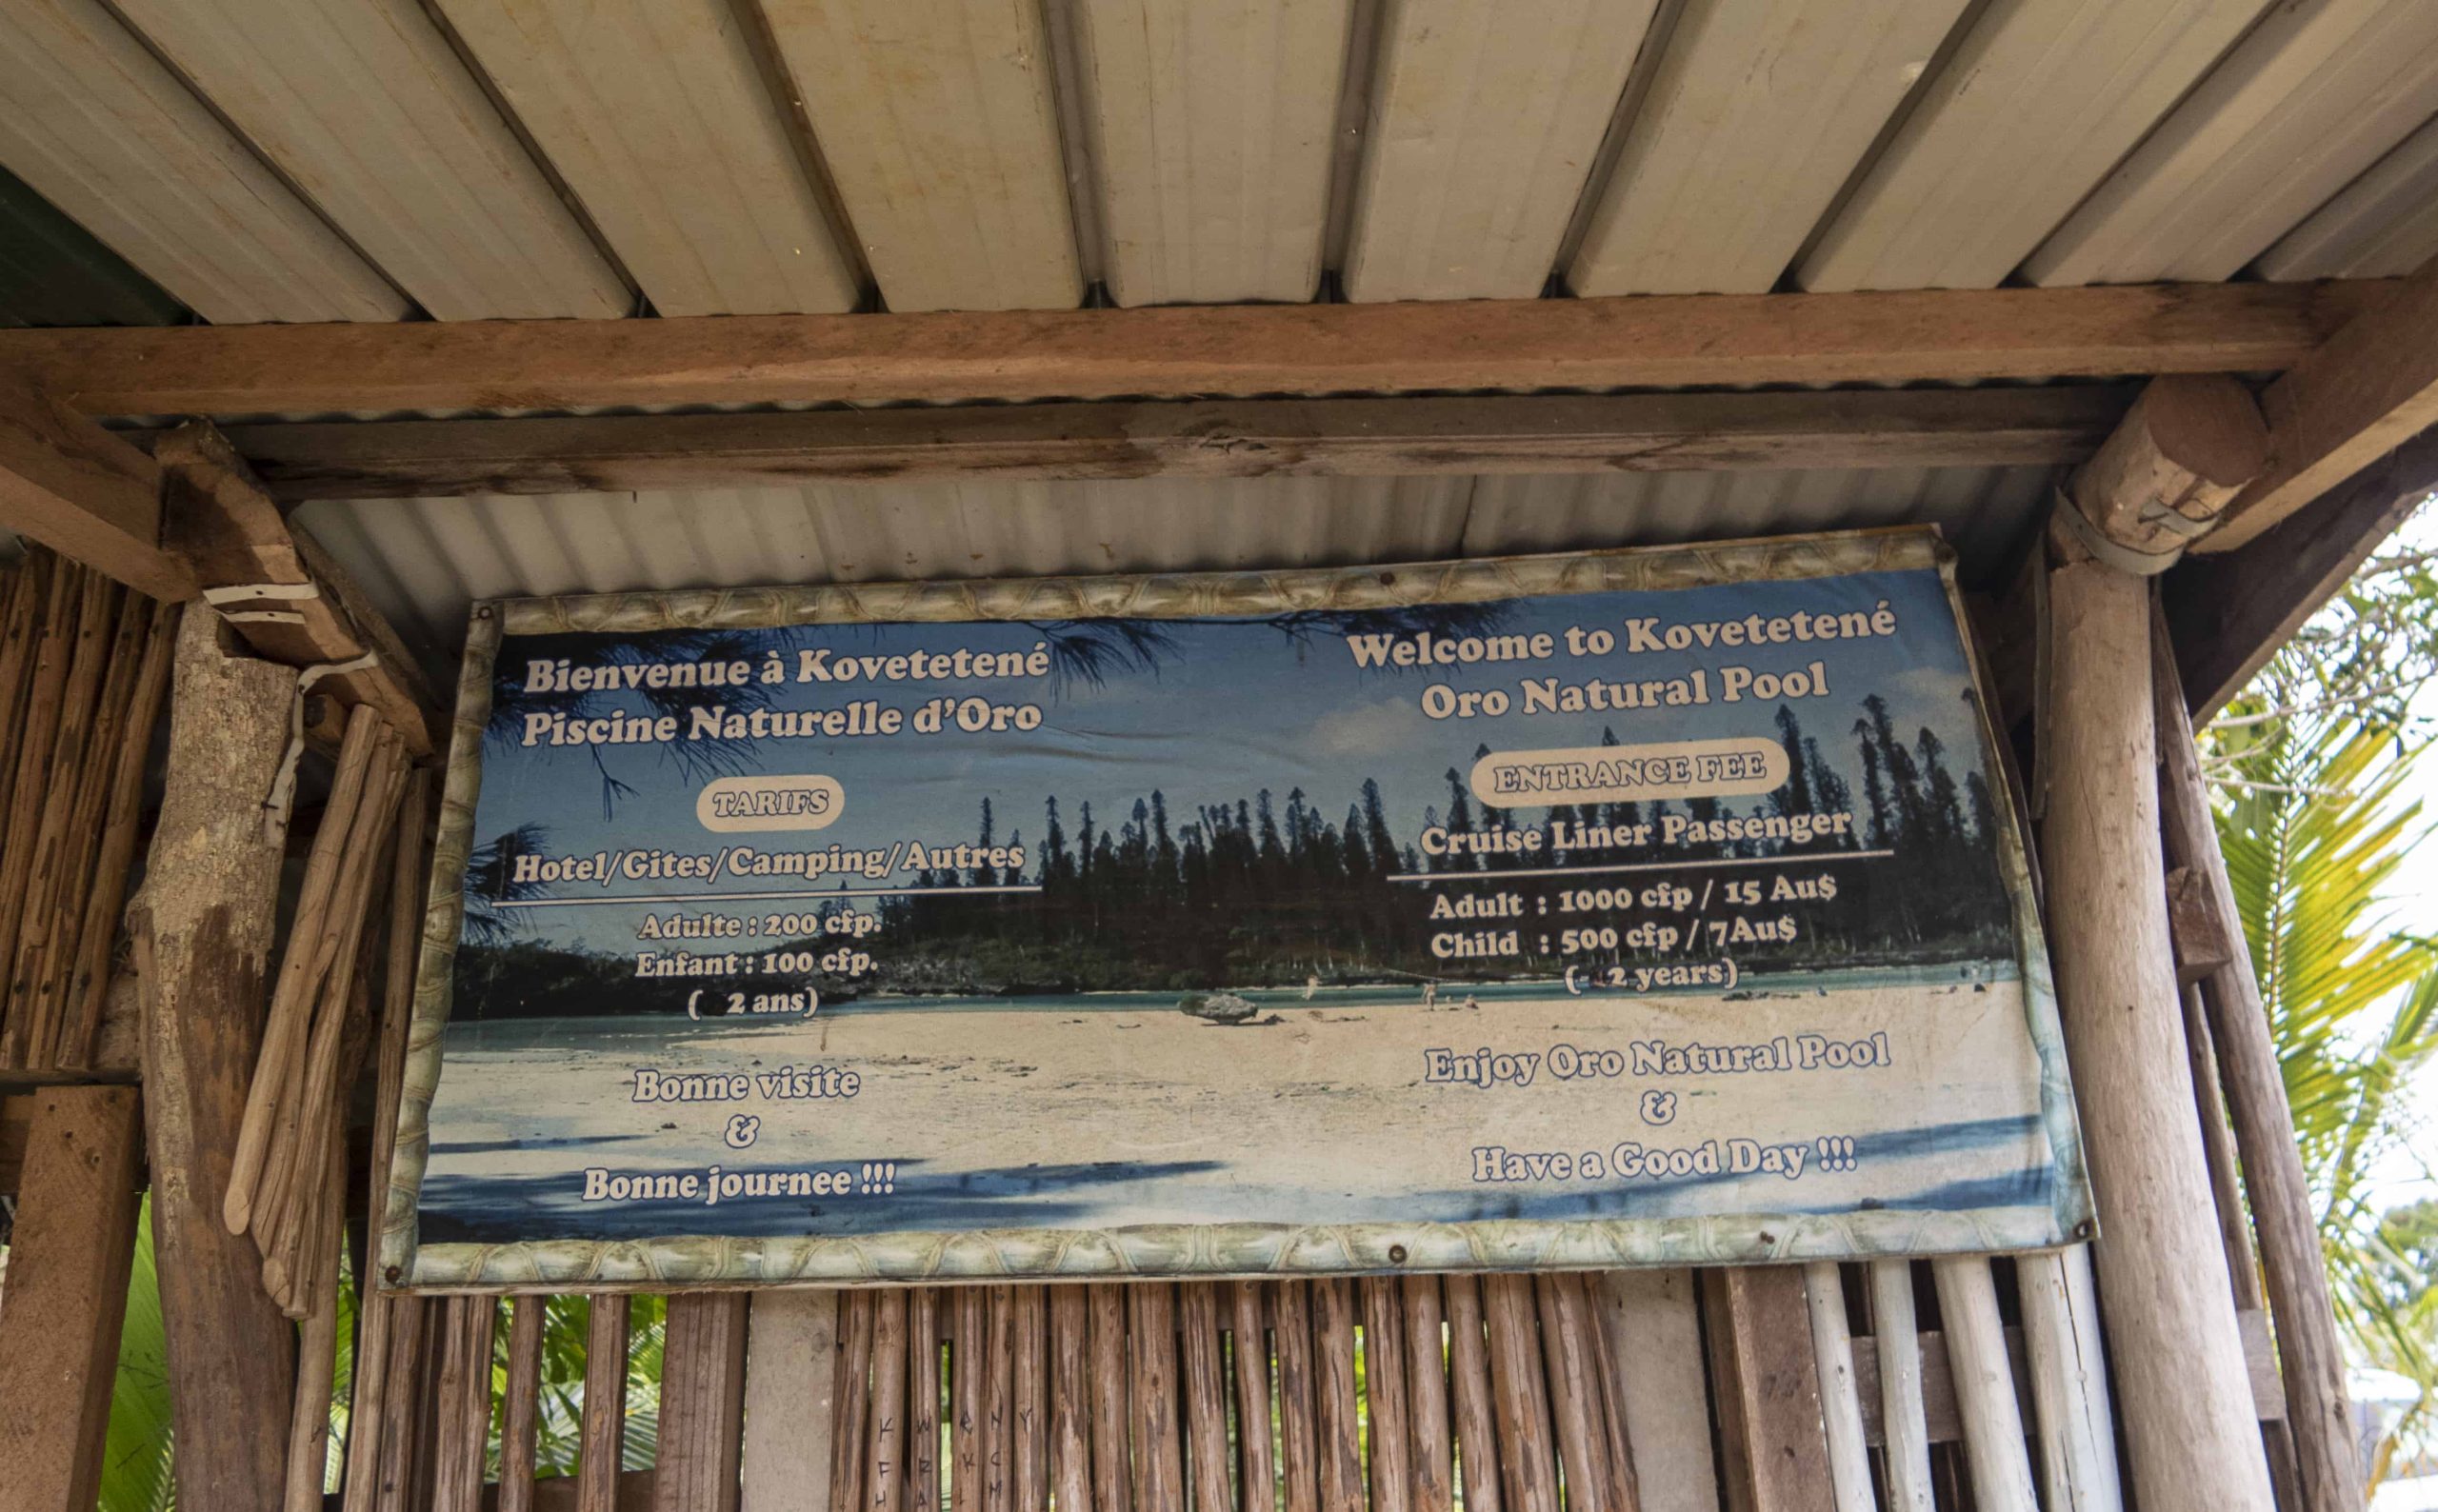 Bienvenue à Kovetetené
Piscine Naturelle d'Oro
TARIFS
Hotel/Gites/Camping/Autres
Adulte : 200 cfp.
Enfant : 100 cfp.
( 2 ans)
Bonne visite
&
Bonne journee !!!
Welcome to Kovetetené
Oro Natural Pool
ENTRANCE FEE
Cruise Liner Passenger
Adult : 1000 cfp / 15 Au$
Child : 500 cfp / 7Au$
(- 2 years)
Enjoy Oro Natural Pool
&
Have a Good Day !!!